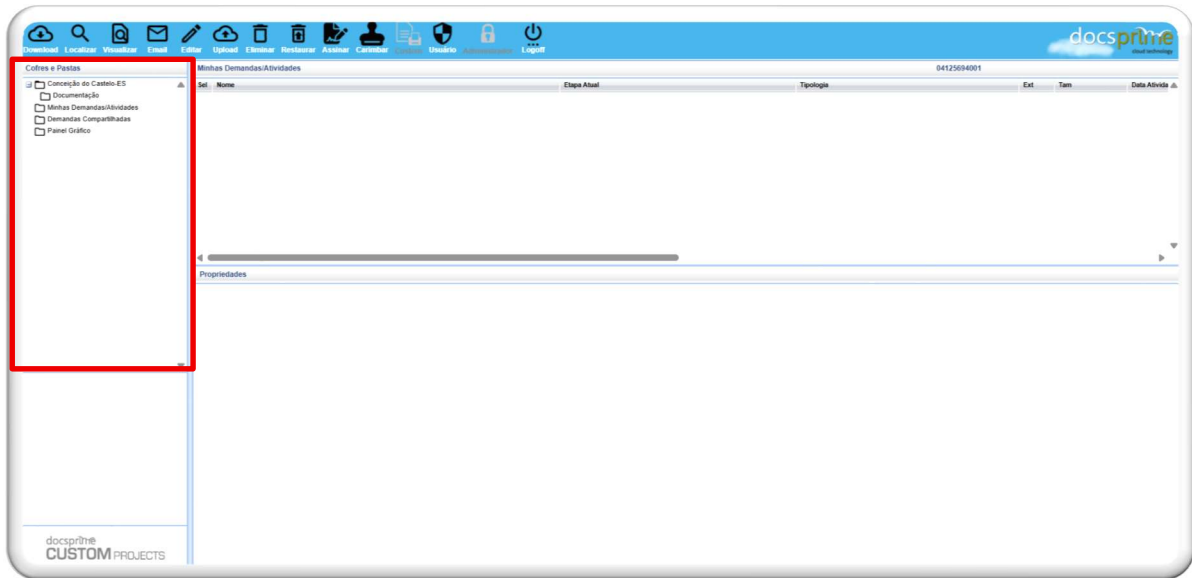 Download Localizar Visualizar Email Editar Upload Eliminar Restaurar Assinar Carimbar Usuário Administrador Logoff
docsprime
cloud technology
Cofres e Pastas
Minhas Demandas/Atividades 04125694001
Sel Nome Etapa Atual Tipologia Ext Tam Data Ativida
Conceição do Castelo-ES
Documentação
Minhas Demandas/Atividades
Demandas Compartilhadas
Painel Gráfico
Propriedades
docsprime
CUSTOM PROJECTS